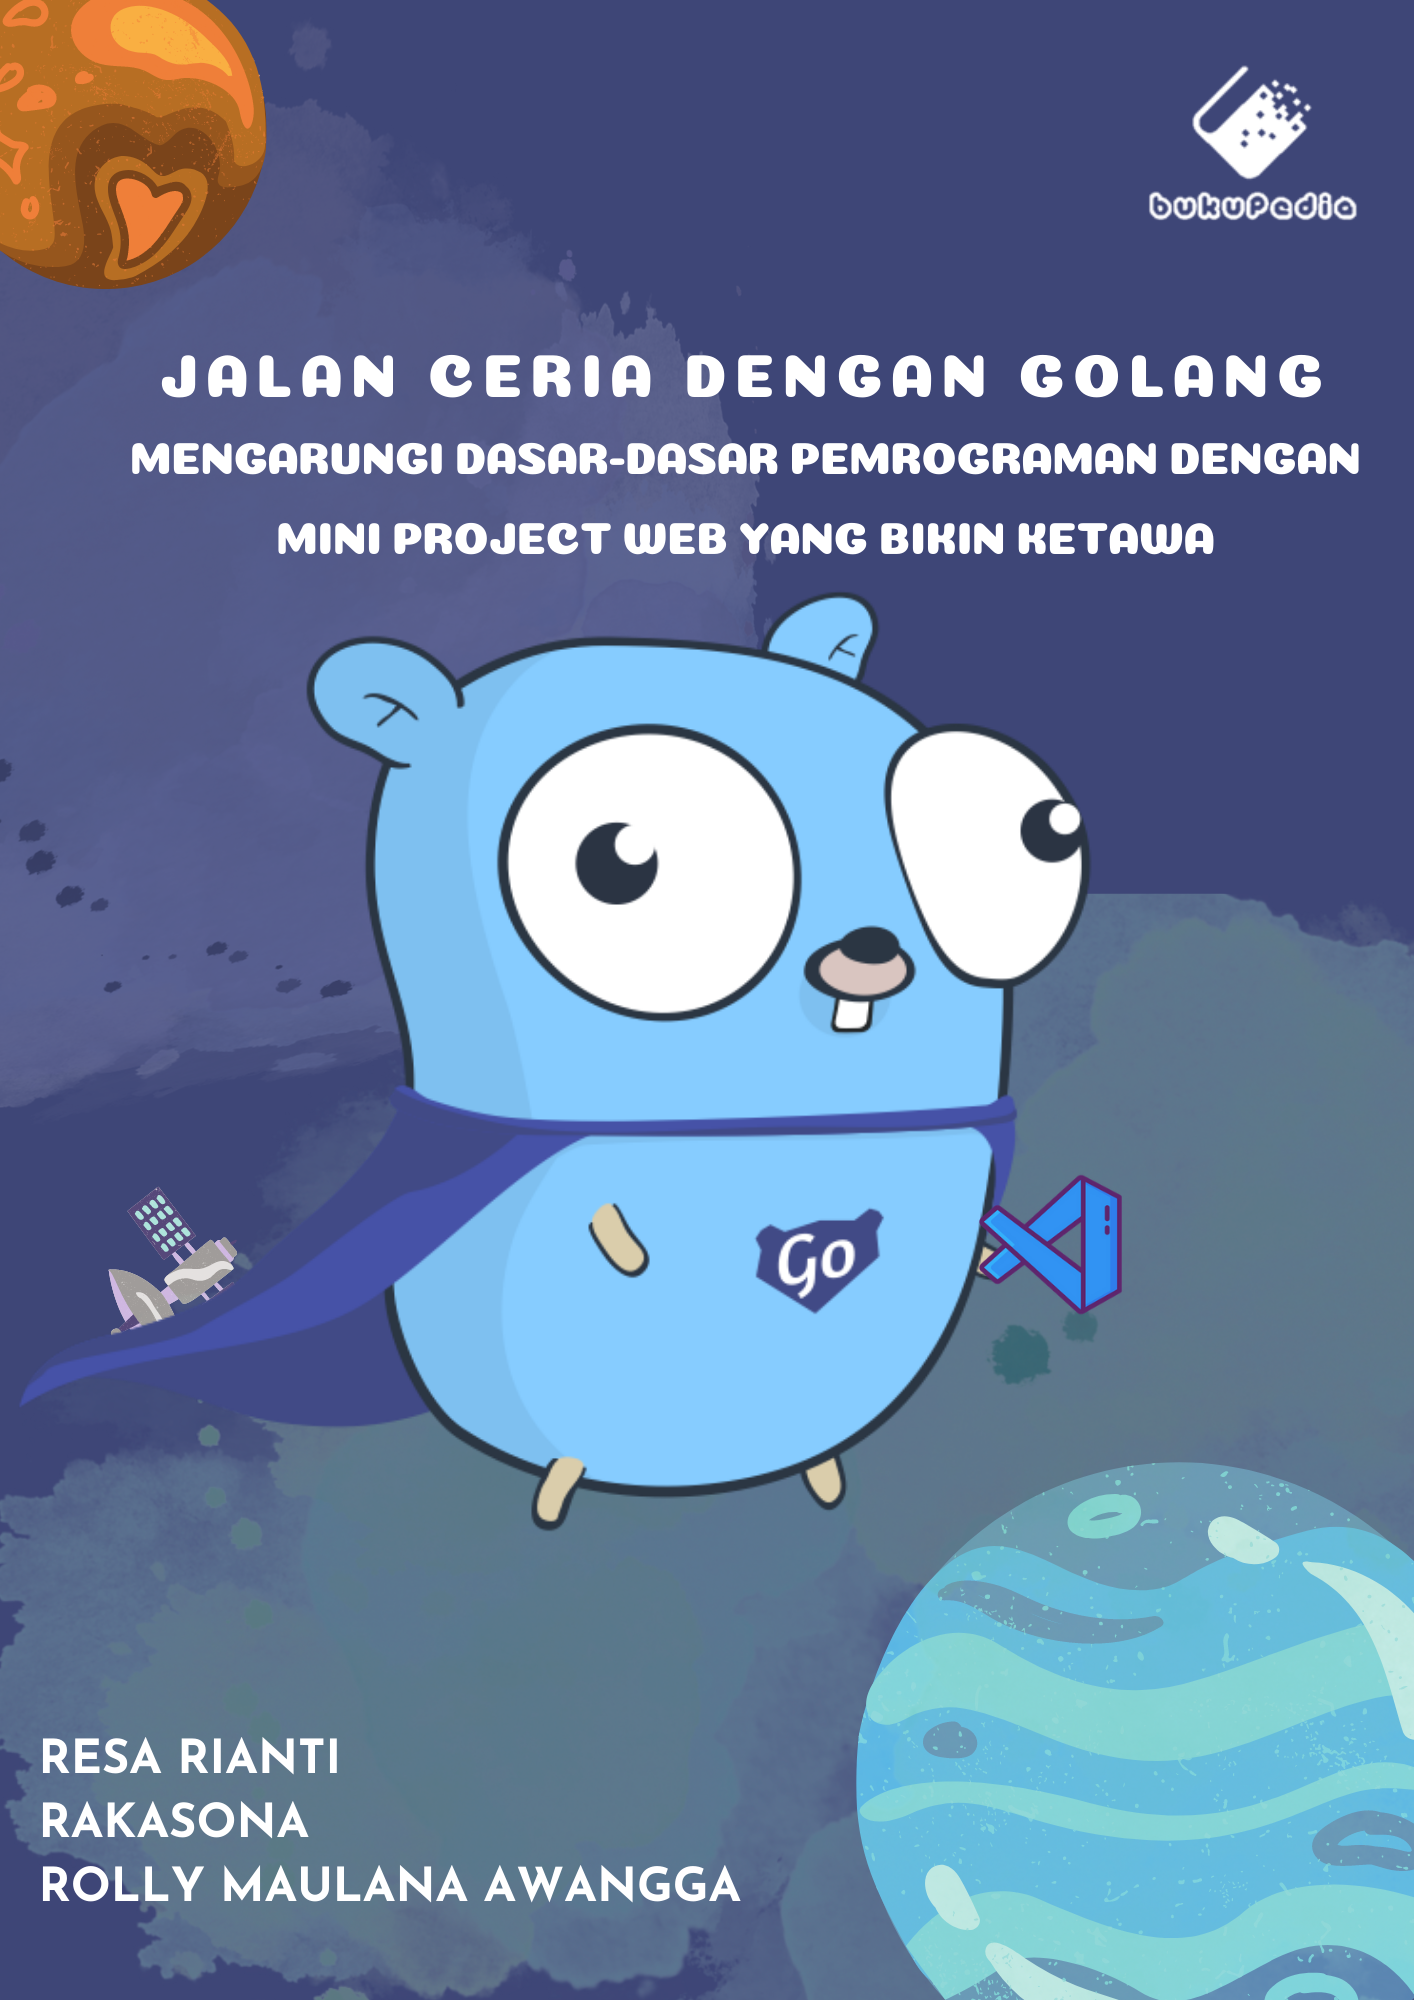 bukuPedia
JALAN CERIA DENGAN GOLANG
MENGARUNGI DASAR-DASAR PEMROGRAMAN DENGAN
MINI PROJECT WEB YANG BIKIN KETAWA
Go
RESA RIANTI
RAKASONA
ROLLY MAULANA AWANGGA